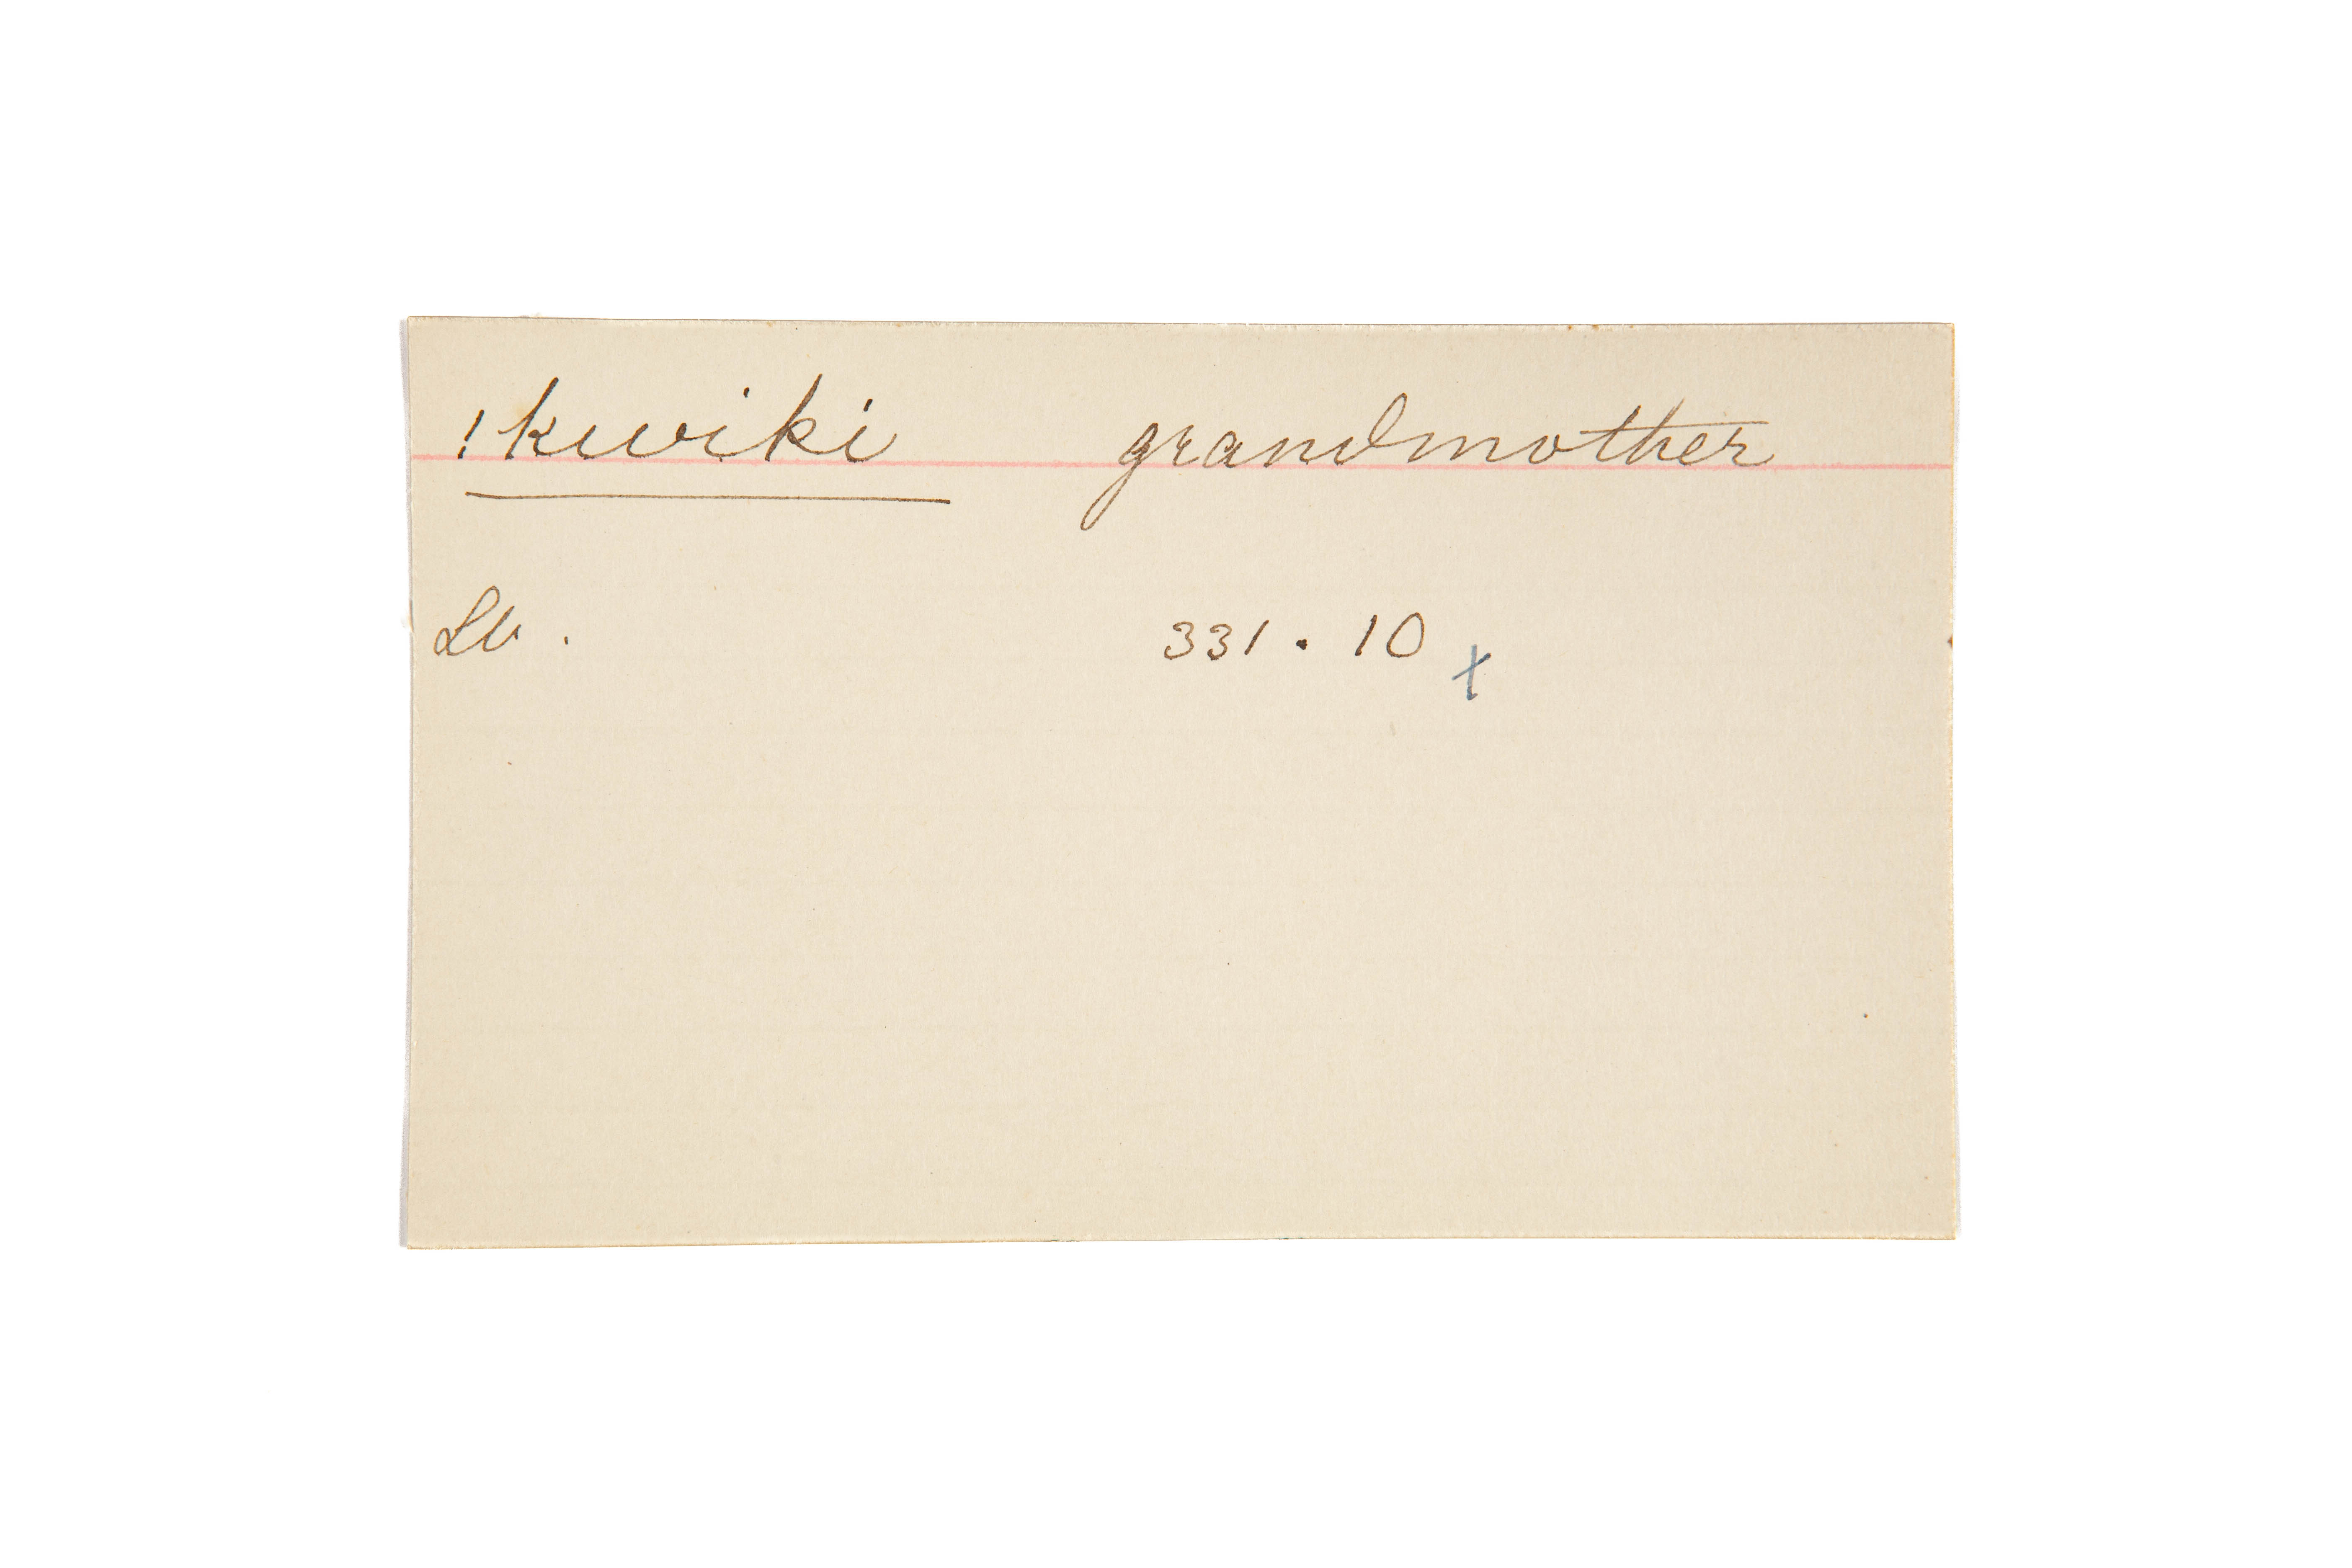 !kwiki grandmother
Lb. 331. 10 x